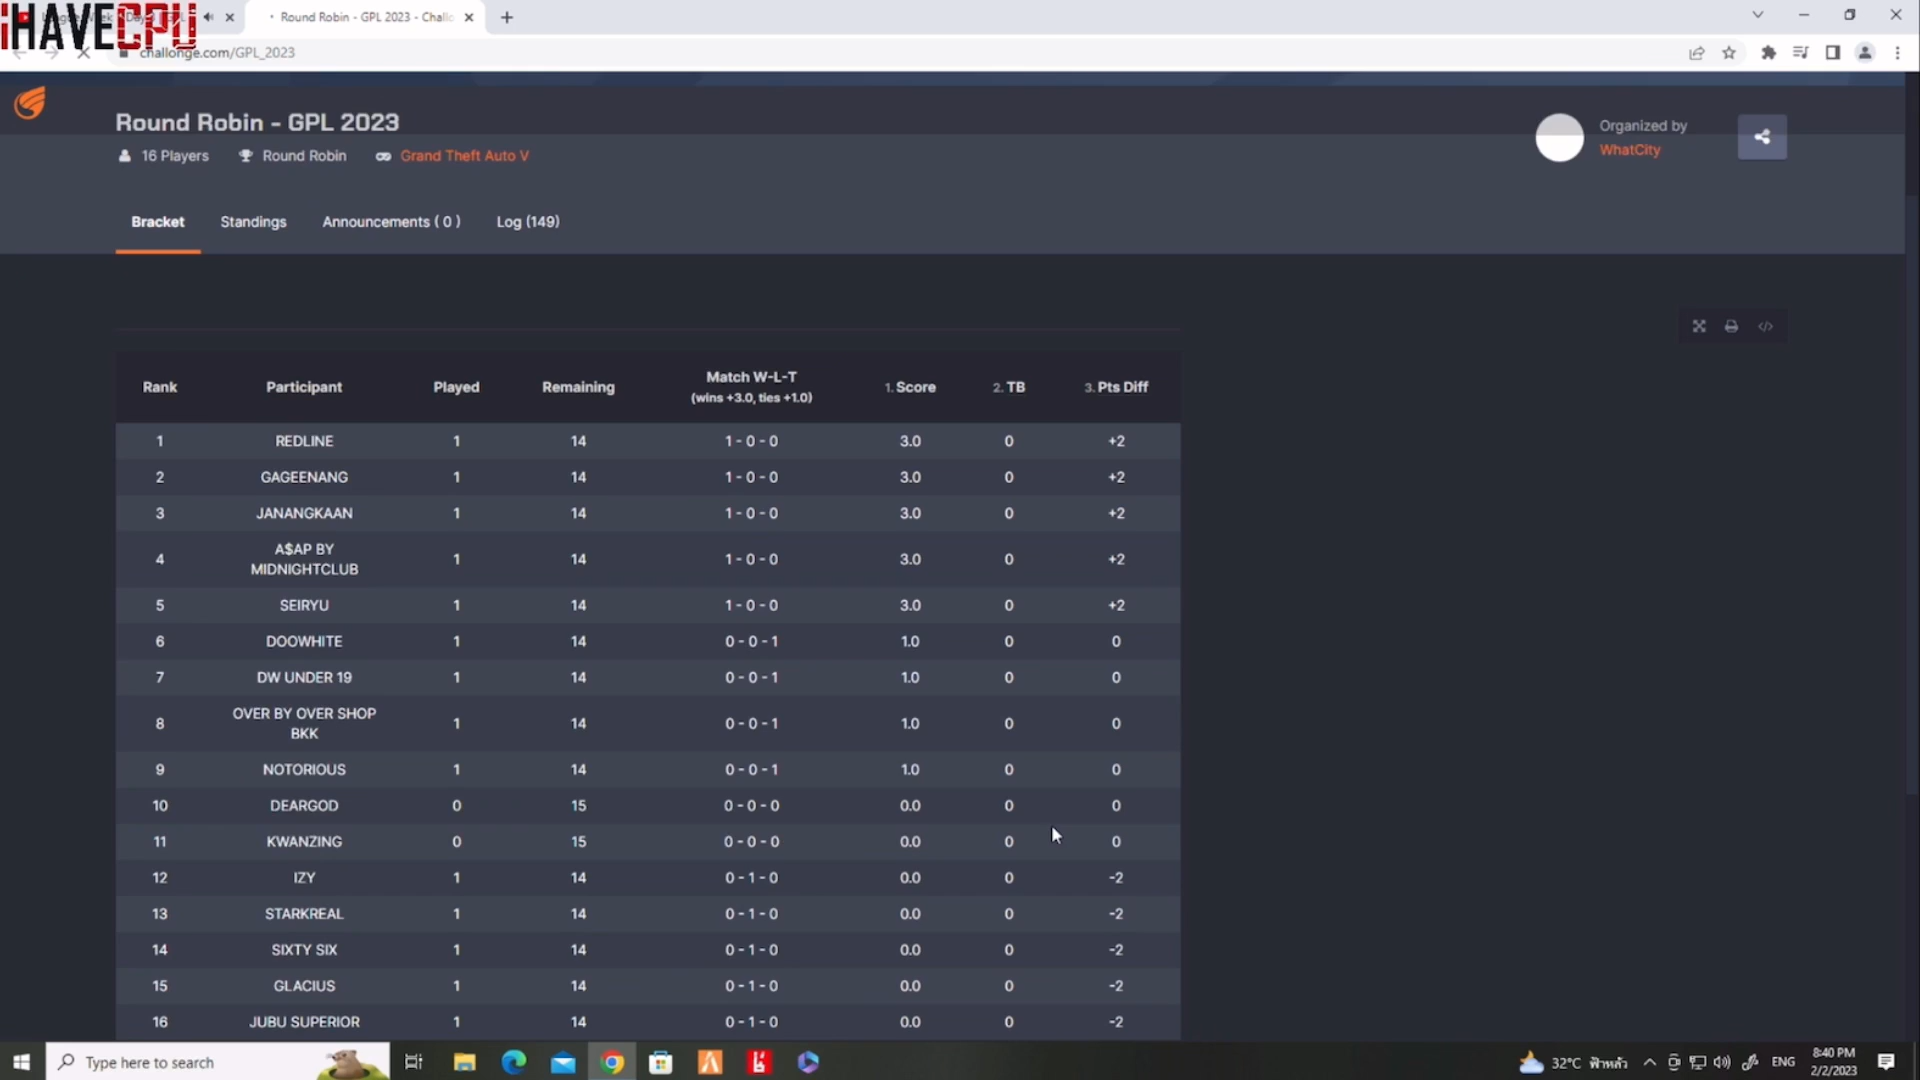 iHAVECPU
Round Robin - GPL 2023 - Challo
challonge.com/GPL_2023
Round Robin - GPL 2023
16 Players Round Robin Grand Theft Auto V
Organized by
WhatCity
Bracket Standings Announcements ( 0 ) Log (149)
Rank Participant Played Remaining Match W-L-T (wins +3.0, ties +1.0) 1. Score 2. TB 3. Pts Diff
1 REDLINE 1 14 1 - 0 - 0 3.0 0 +2
2 GAGEENANG 1 14 1 - 0 - 0 3.0 0 +2
3 JANANGKAAN 1 14 1 - 0 - 0 3.0 0 +2
4 A$AP BY MIDNIGHTCLUB 1 14 1 - 0 - 0 3.0 0 +2
5 SEIRYU 1 14 1 - 0 - 0 3.0 0 +2
6 DOOWHITE 1 14 0 - 0 - 1 1.0 0 0
7 DW UNDER 19 1 14 0 - 0 - 1 1.0 0 0
8 OVER BY OVER SHOP BKK 1 14 0 - 0 - 1 1.0 0 0
9 NOTORIOUS 1 14 0 - 0 - 1 1.0 0 0
10 DEARGOD 0 15 0 - 0 - 0 0.0 0 0
11 KWANZING 0 15 0 - 0 - 0 0.0 0 0
12 IZY 1 14 0 - 1 - 0 0.0 0 -2
13 STARKREAL 1 14 0 - 1 - 0 0.0 0 -2
14 SIXTY SIX 1 14 0 - 1 - 0 0.0 0 -2
15 GLACIUS 1 14 0 - 1 - 0 0.0 0 -2
16 JUBU SUPERIOR 1 14 0 - 1 - 0 0.0 0 -2
Type here to search
32°C ฟ้าหลัว ENG
8:40 PM
2/2/2023